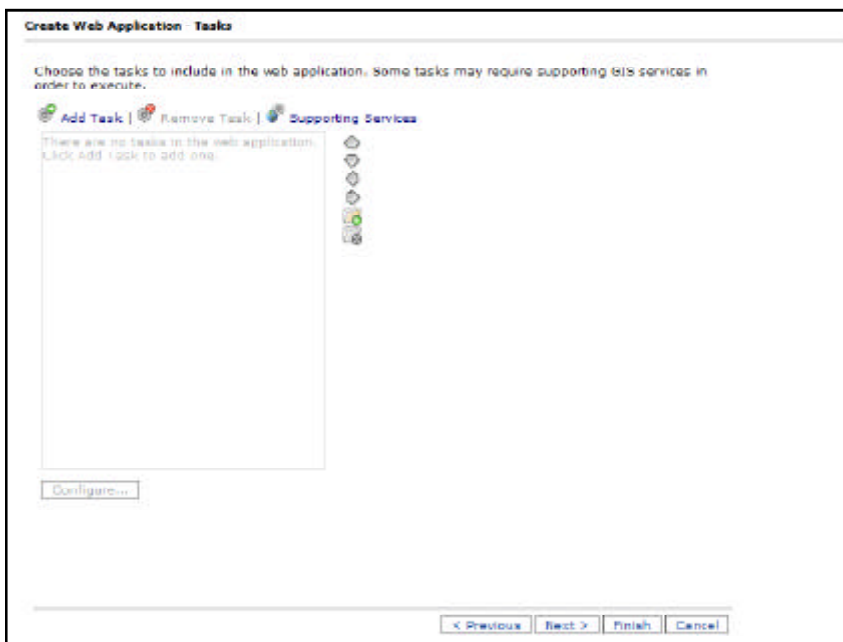 Create Web Application - Tasks
Choose the tasks to include in the web application. Some tasks may require supporting GIS services in
order to execute.
Add Task | Remove Task | Supporting Services
There are no tasks in the web application.
Click Add Task to add one.
Configure...
< Previous Next > Finish Cancel